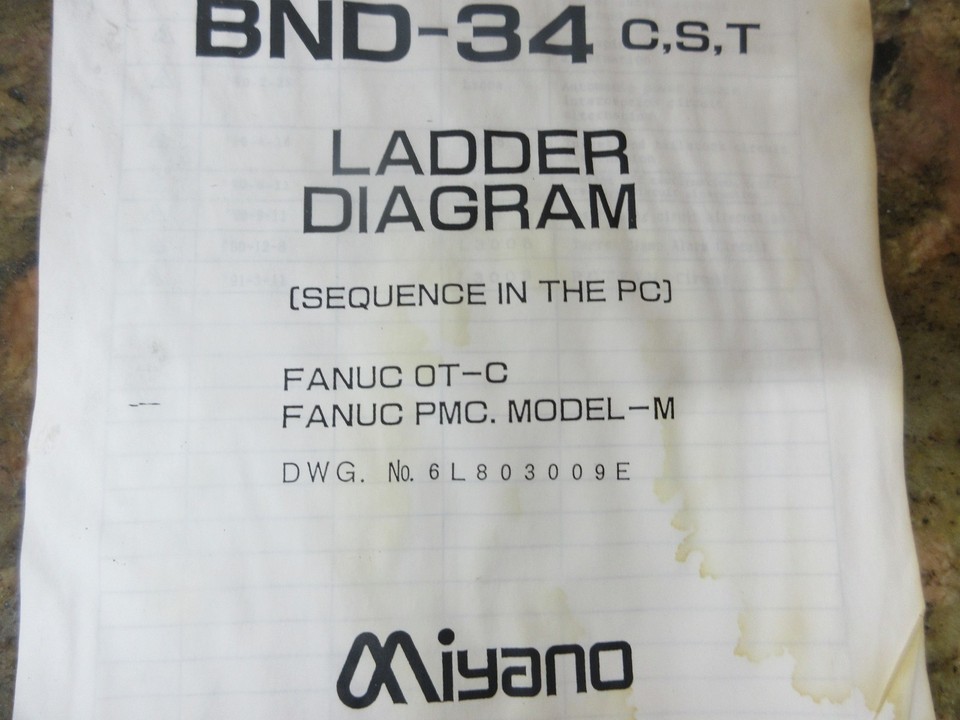 BND-34 C,S,T
LADDER
DIAGRAM
(SEQUENCE IN THE PC)
FANUC OT-C
FANUC PMC. MODEL-M
DWG. No. 6L803009E
Miyano